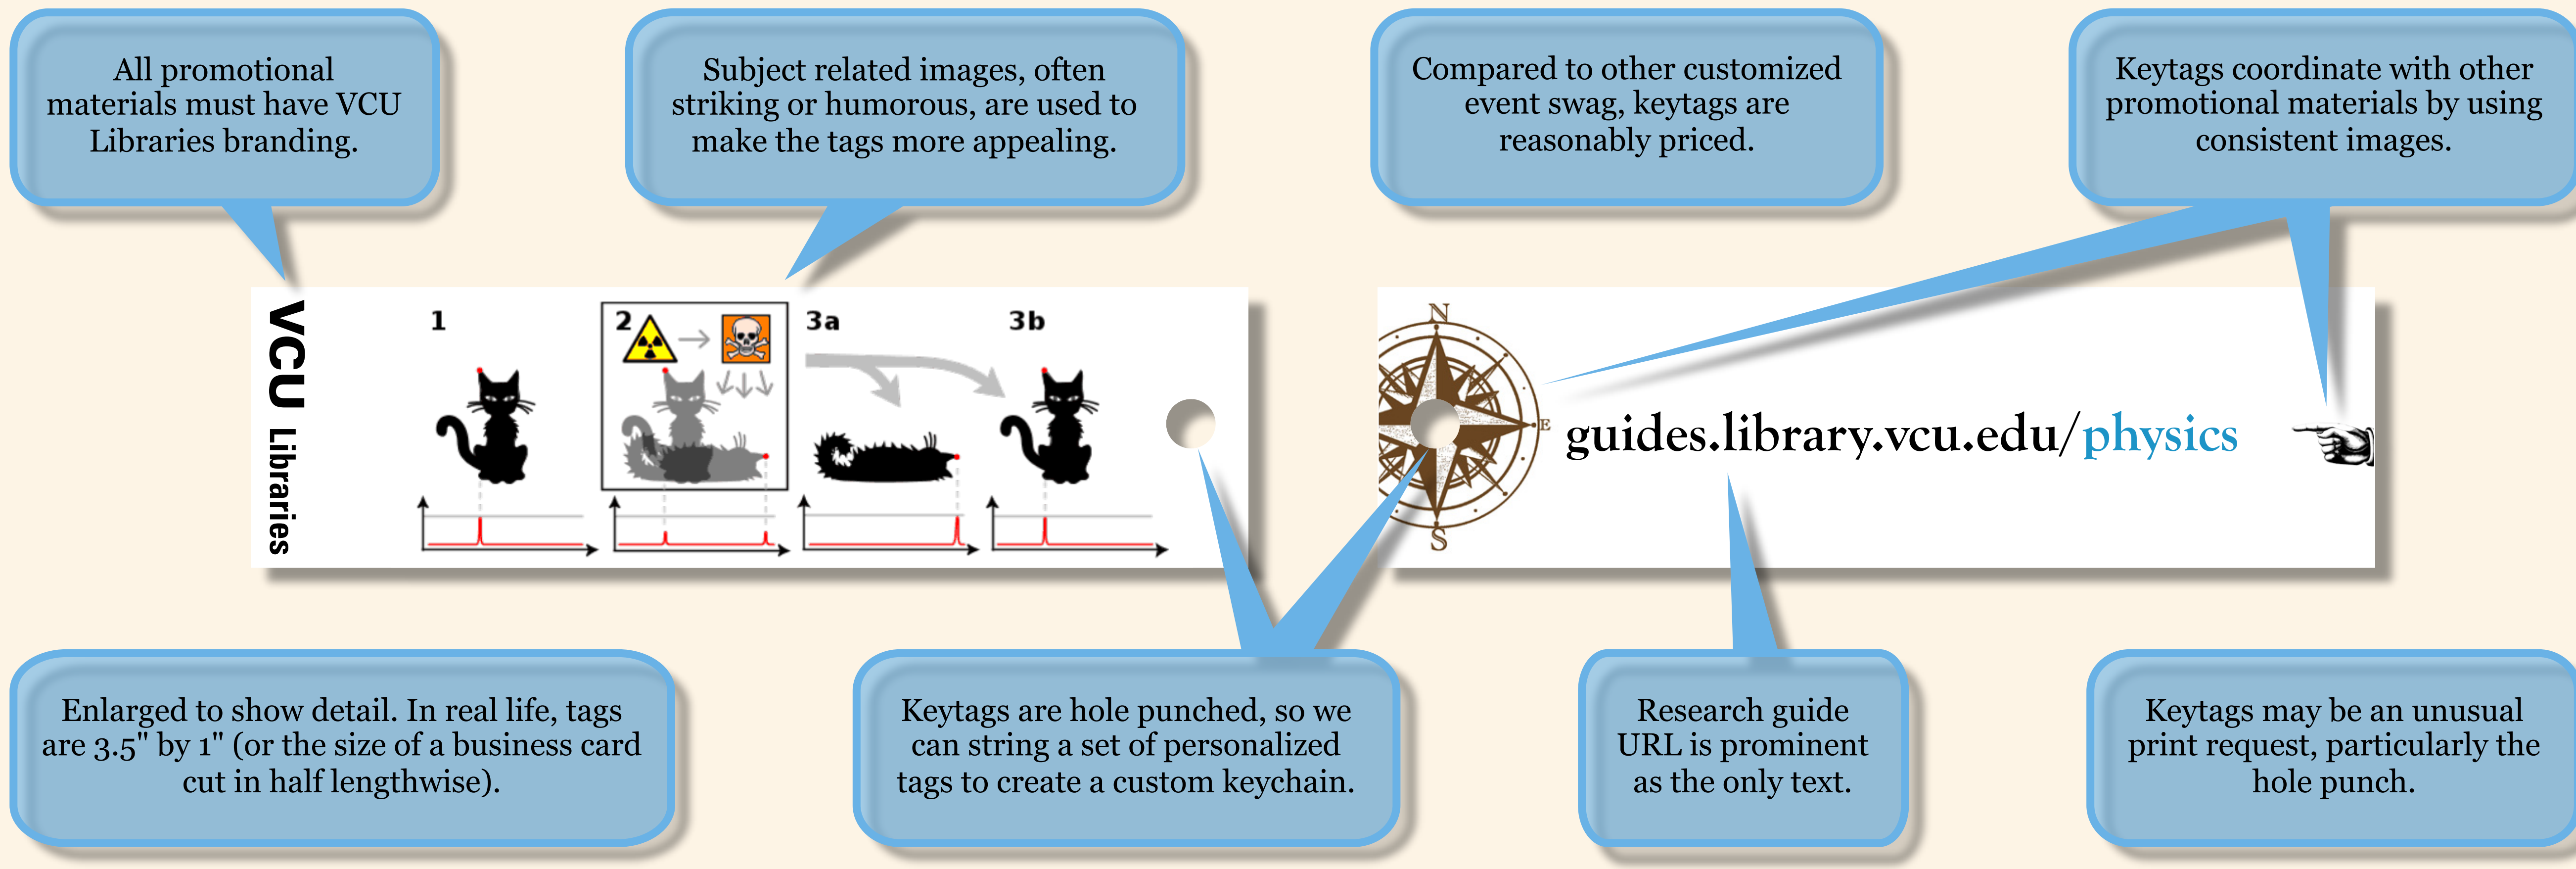 All promotional
materials must have VCU
Libraries branding.
Subject related images, often
striking or humorous, are used to
make the tags more appealing.
Compared to other customized
event swag, keytags are
reasonably priced.
Keytags coordinate with other
promotional materials by using
consistent images.
VCU Libraries
1
2
3a
3b
N
E
S
guides.library.vcu.edu/physics
Enlarged to show detail. In real life, tags
are 3.5" by 1" (or the size of a business card
cut in half lengthwise).
Keytags are hole punched, so we
can string a set of personalized
tags to create a custom keychain.
Research guide
URL is prominent
as the only text.
Keytags may be an unusual
print request, particularly the
hole punch.